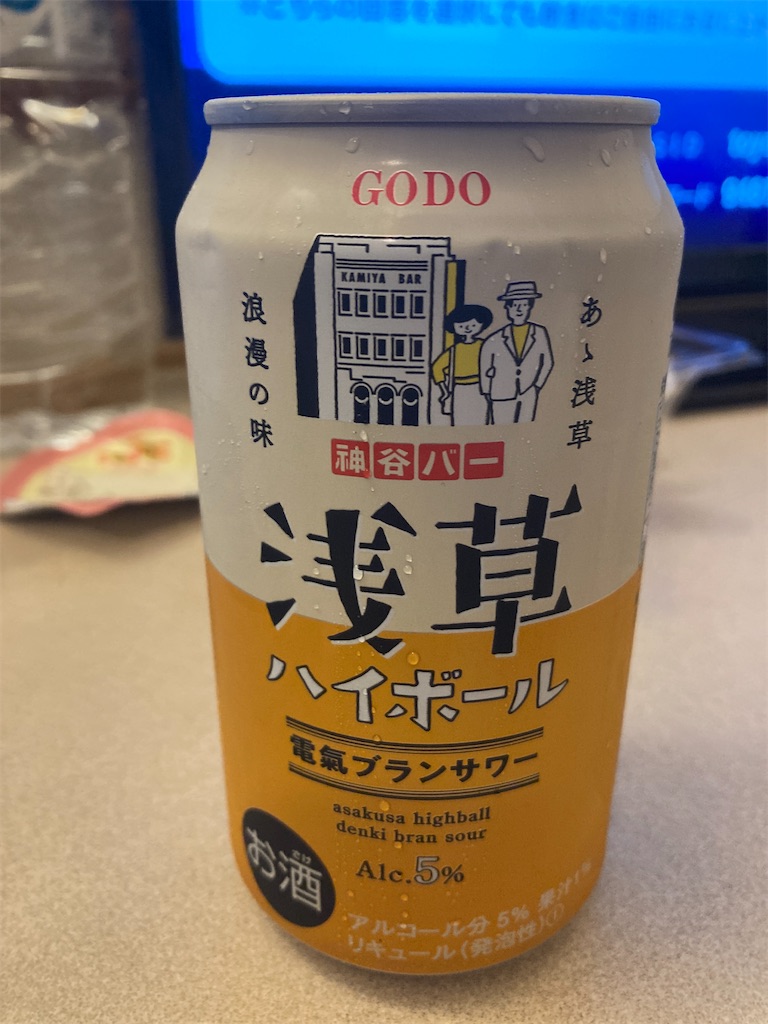 GODO
KAMIYA BAR
あゝ浅草
浪漫の味
神谷バー
浅草
ハイボール
電氣ブランサワー
asakusa highball
denki bran sour
Alc.5%
お酒
アルコール分5% 果汁1%
リキュール(発泡性)①